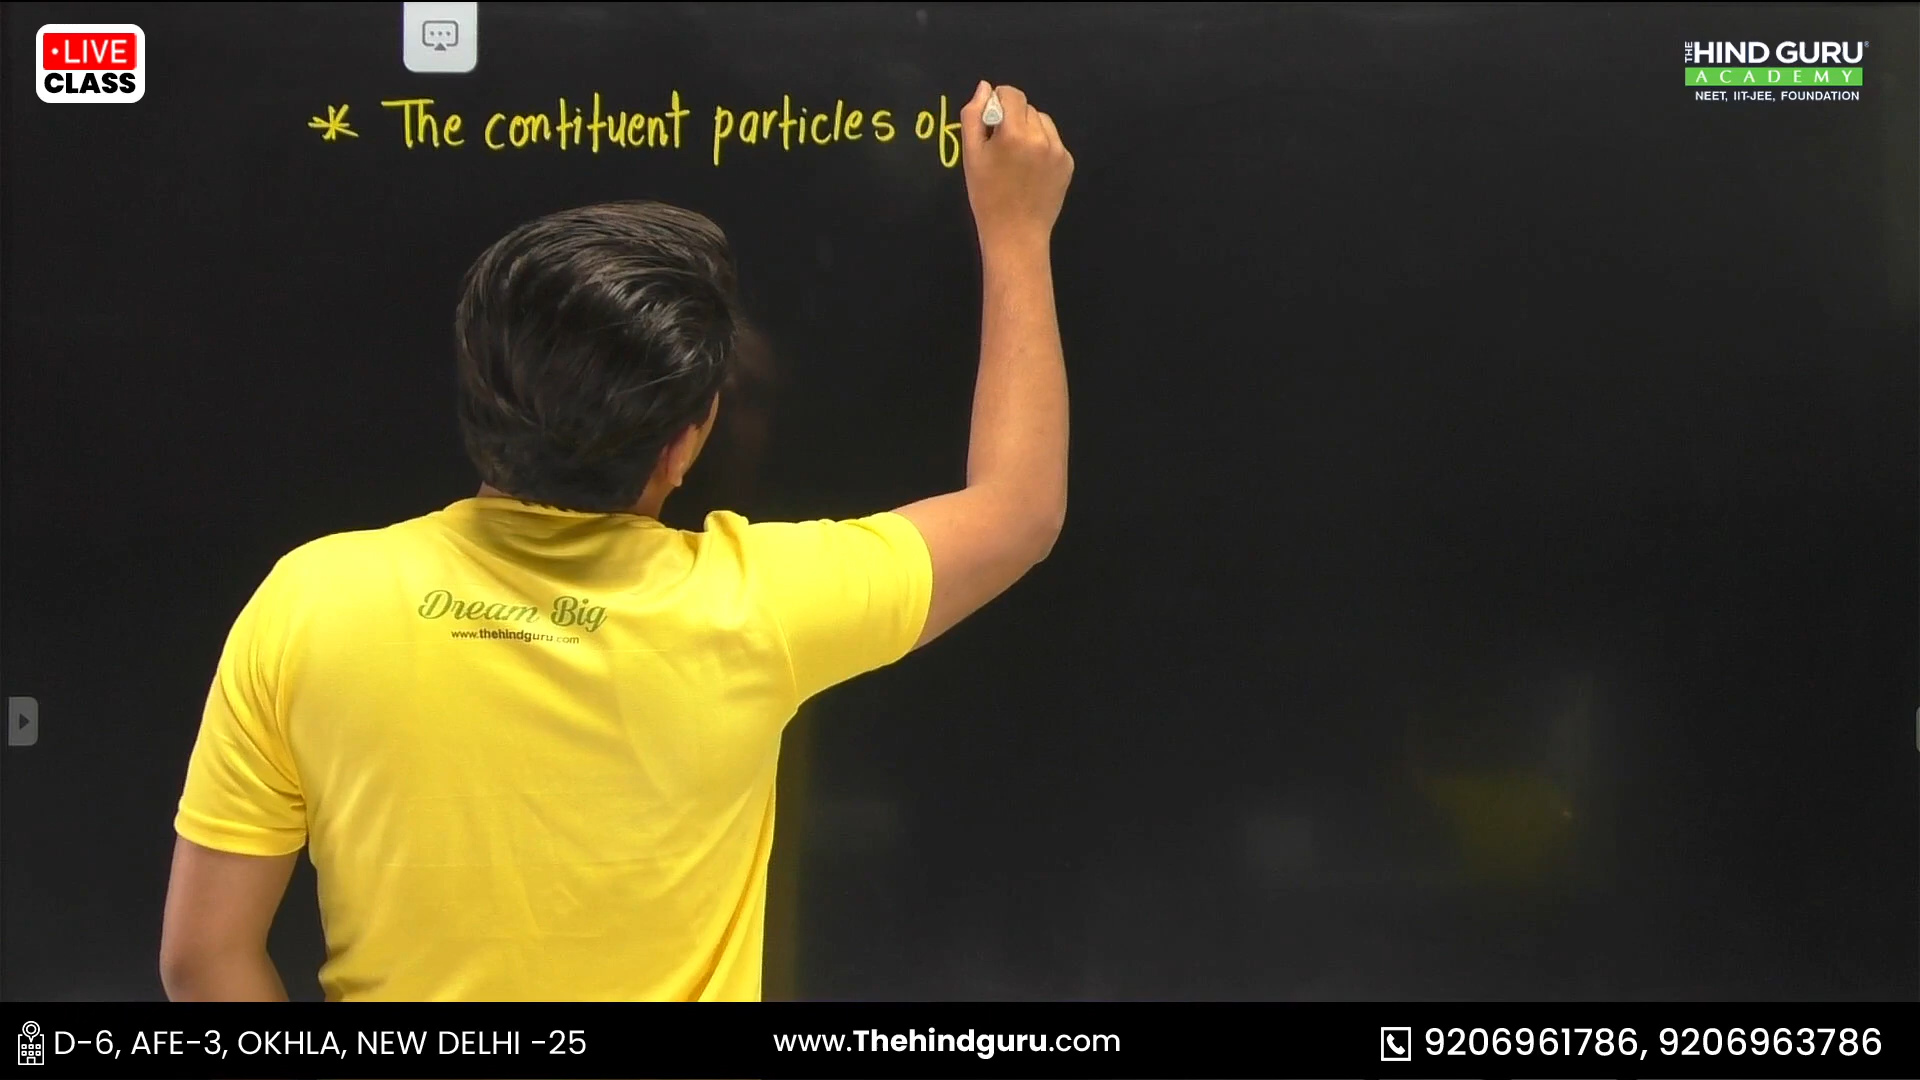 LIVE
CLASS
THE HIND GURU®
ACADEMY
NEET, IIT-JEE, FOUNDATION
* The contituent particles of
Dream Big
www.thehindguru.com
D-6, AFE-3, OKHLA, NEW DELHI -25
www.Thehindguru.com
9206961786, 9206963786